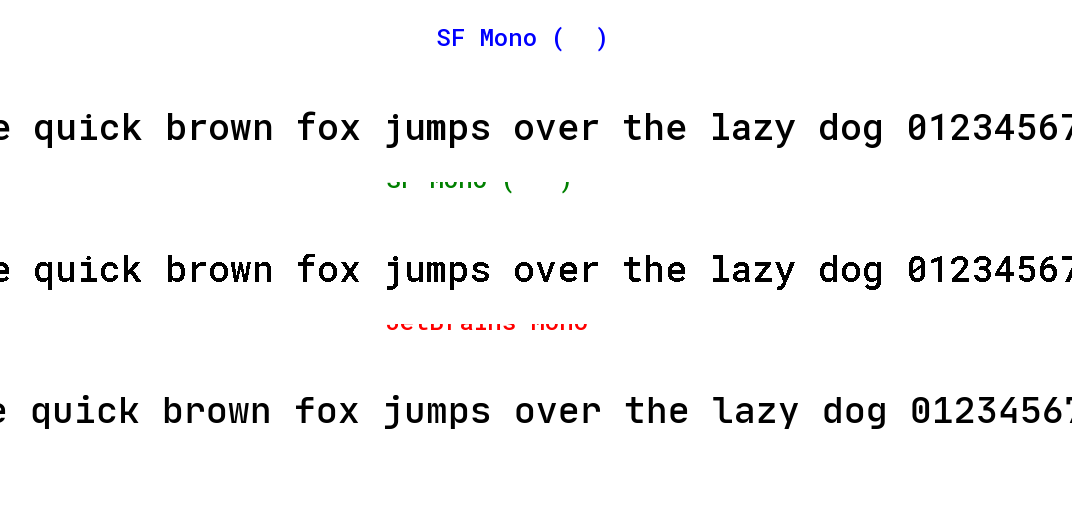 SF Mono (  )
e quick brown fox jumps over the lazy dog 01234567
SF Mono (   )
e quick brown fox jumps over the lazy dog 01234567
JetBrains Mono
e quick brown fox jumps over the lazy dog 01234567